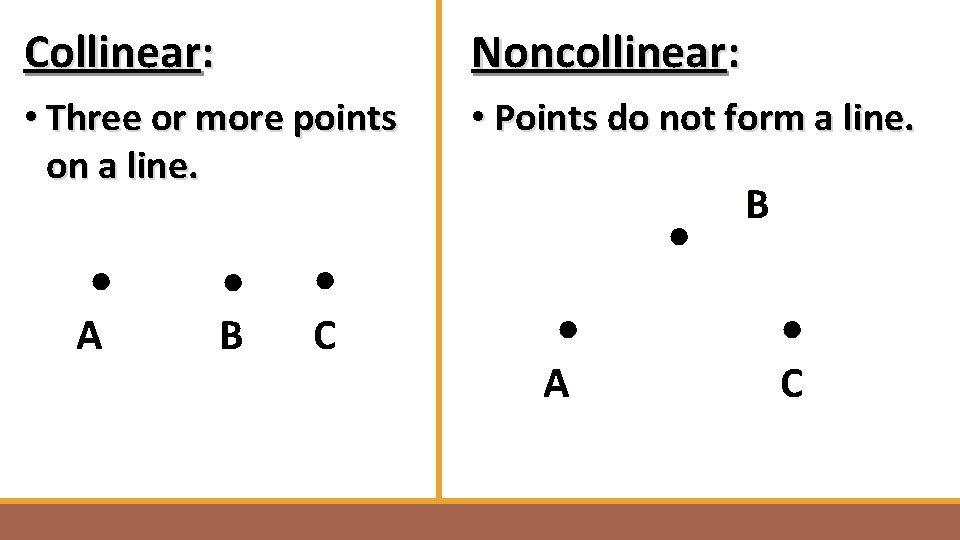 Collinear:
• Three or more points
on a line.
A B C
Noncollinear:
• Points do not form a line.
B
A C